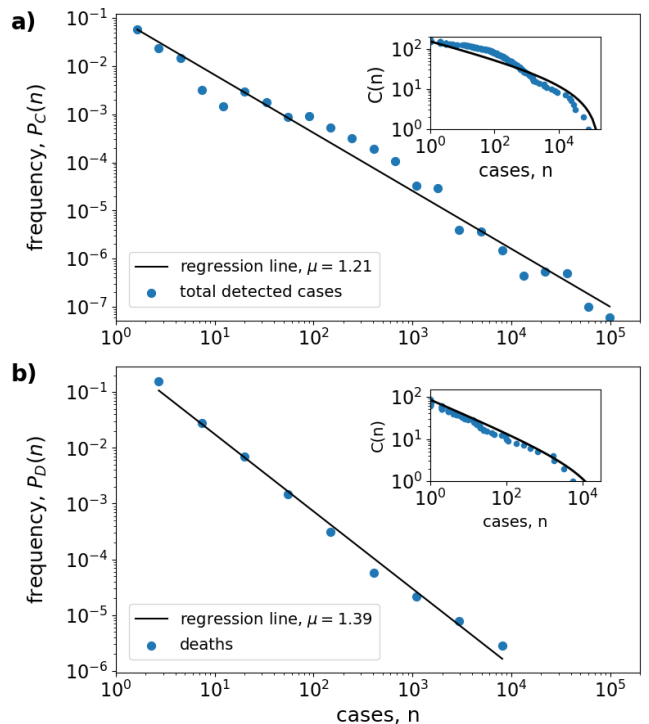 a)
frequency, P_C(n)
10^{-1}
10^{-2}
10^{-3}
10^{-4}
10^{-5}
10^{-6}
10^{-7}
10^0 10^1 10^2 10^3 10^4 10^5
regression line, μ = 1.21
total detected cases
C(n)
10^2
10^1
10^0
10^0 10^2 10^4
cases, n
b)
frequency, P_D(n)
10^{-1}
10^{-2}
10^{-3}
10^{-4}
10^{-5}
10^{-6}
10^0 10^1 10^2 10^3 10^4 10^5
regression line, μ = 1.39
deaths
C(n)
10^2
10^1
10^0
10^0 10^2 10^4
cases, n
cases, n